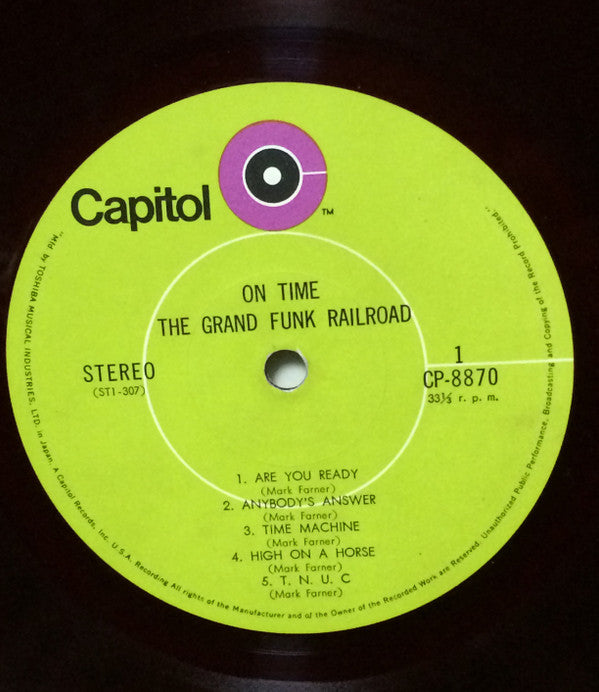 Capitol
TM
ON TIME
THE GRAND FUNK RAILROAD
STEREO
(ST1-307)
1
CP-8870
33⅓ r. p. m.
1. ARE YOU READY
(Mark Farner)
2. ANYBODY'S ANSWER
(Mark Farner)
3. TIME MACHINE
(Mark Farner)
4. HIGH ON A HORSE
(Mark Farner)
5. T. N. U. C
(Mark Farner)
"Mfd by TOSHIBA MUSICAL INDUSTRIES, LTD. in Japan. A Capitol Records, Inc. U.S.A. Recording All rights of the Manufacturer and of the Owner of the Recorded Work are Reserved. Unauthorized Public Performance, Broadcasting and Copying of the Record Prohibited."